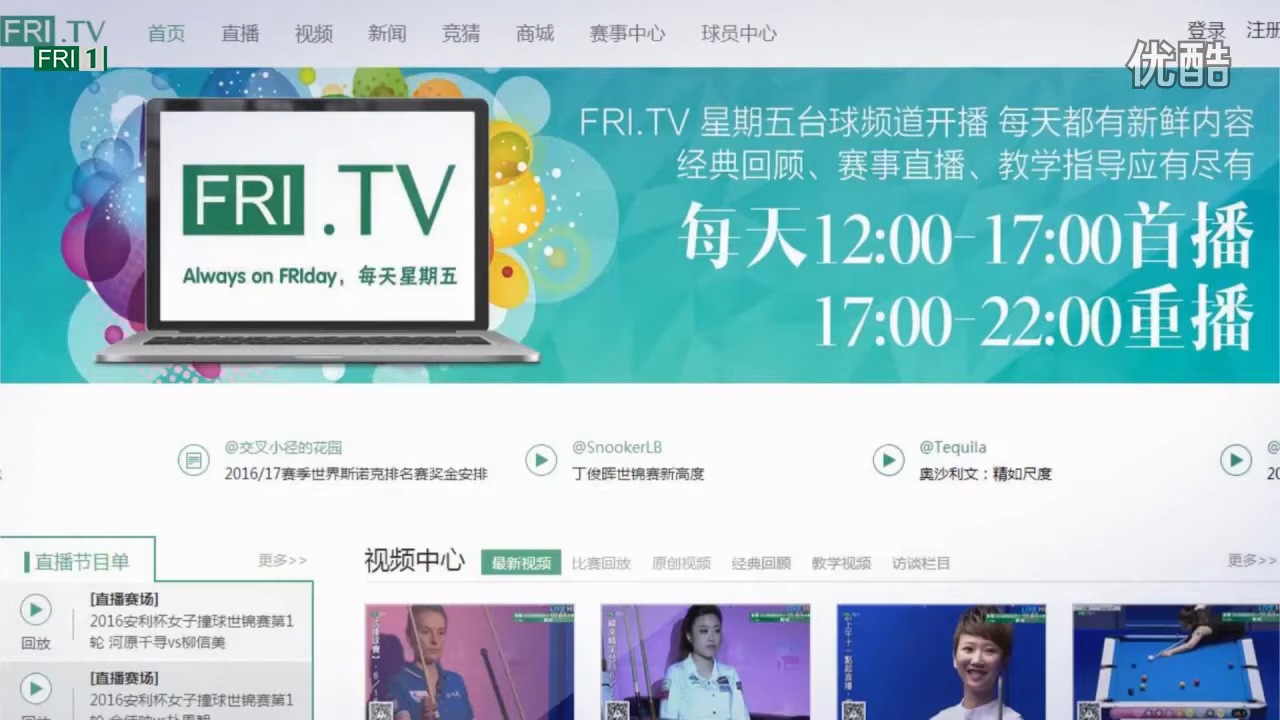 FRI.TV
首页 直播 视频 新闻 竞猜 商城 赛事中心 球员中心 登录 注册
FRI 1
优酷
FRI.TV 星期五台球频道开播 每天都有新鲜内容
经典回顾、赛事直播、教学指导应有尽有
每天12:00-17:00首播
17:00-22:00重播
FRI.TV
Always on FRIday，每天星期五
@交叉小径的花园
2016/17赛季世界斯诺克排名赛奖金安排
@SnookerLB
丁俊晖世锦赛新高度
@Tequila
奥沙利文：精如尺度
@
20
直播节目单 更多>>
[直播赛场]
2016安利杯女子撞球世锦赛第1
轮 河原千寻vs柳信美
回放
[直播赛场]
2016安利杯女子撞球世锦赛第1
视频中心 最新视频 比赛回放 原创视频 经典回顾 教学视频 访谈栏目 更多>>